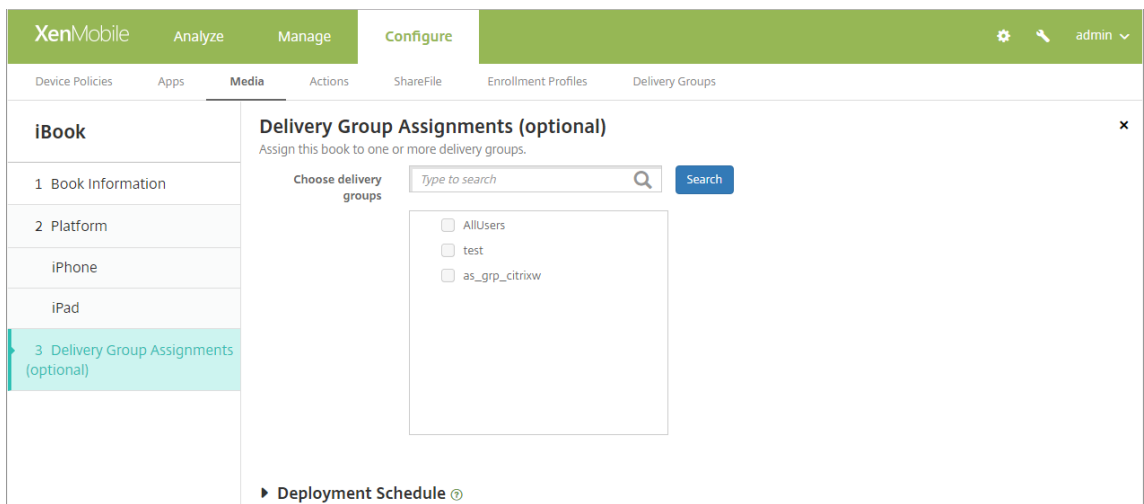 XenMobile Analyze Manage Configure admin
Device Policies Apps Media Actions ShareFile Enrollment Profiles Delivery Groups
iBook
1 Book Information
2 Platform
iPhone
iPad
3 Delivery Group Assignments
(optional)
Delivery Group Assignments (optional)
Assign this book to one or more delivery groups.
Choose delivery
groups
Type to search
Search
AllUsers
test
as_grp_citrixw
Deployment Schedule ?